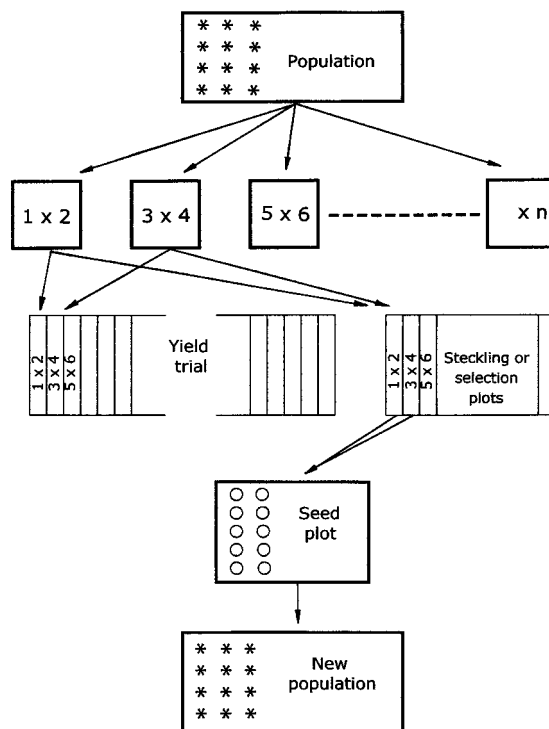 * * *
* * *
* * *
* * *
Population
1 x 2
3 x 4
5 x 6
x n
1 x 2
3 x 4
5 x 6
Yield
trial
1 x 2
3 x 4
5 x 6
Steckling or
selection
plots
Seed
plot
* * *
* * *
* * *
* * *
New
population